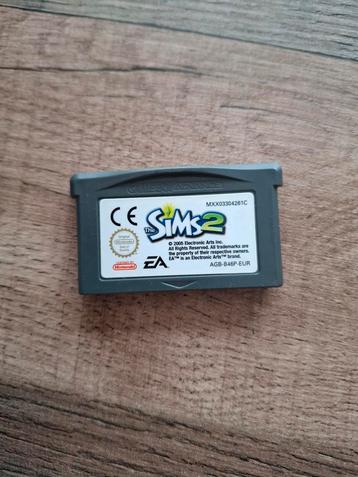 MXX03304261C
CE
The
SiMS2
© 2005 Electronic Arts Inc.
All Rights Reserved. All trademarks are
the property of their respective owners.
EA™ is an Electronic Arts™ brand.
Original
Nintendo
EA
AGB-B46P-EUR